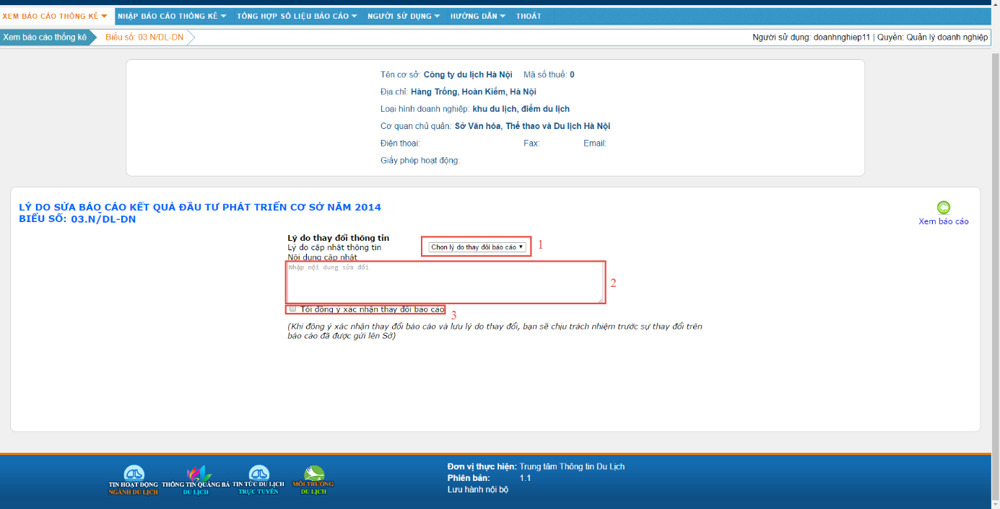 XEM BÁO CÁO THỐNG KÊ NHẬP BÁO CÁO THỐNG KÊ TỔNG HỢP SỐ LIỆU BÁO CÁO NGƯỜI SỬ DỤNG HƯỚNG DẪN THOÁT
Xem báo cáo thống kê Biểu số: 03.N/DL-DN Người sử dụng: doanhnghiep11 | Quyền: Quản lý doanh nghiệp
Tên cơ sở: Công ty du lịch Hà Nội Mã số thuế: 0
Địa chỉ: Hàng Trống, Hoàn Kiếm, Hà Nội
Loại hình doanh nghiệp: khu du lịch, điểm du lịch
Cơ quan chủ quản: Sở Văn hóa, Thể thao và Du lịch Hà Nội
Điện thoại: Fax: Email:
Giấy phép hoạt động:
LÝ DO SỬA BÁO CÁO KẾT QUẢ ĐẦU TƯ PHÁT TRIỂN CƠ SỞ NĂM 2014
BIỂU SỐ: 03.N/DL-DN
Xem báo cáo
Lý do thay đổi thông tin
Lý do cập nhật thông tin Chọn lý do thay đổi báo cáo 1
Nội dung cập nhật
Nhập nội dung sửa đổi
2
Tôi đồng ý xác nhận thay đổi báo cáo 3
(Khi đồng ý xác nhận thay đổi báo cáo và lưu lý do thay đổi, bạn sẽ chịu trách nhiệm trước sự thay đổi trên
báo cáo đã được gửi lên Sở)
TIN HOẠT ĐỘNG
NGÀNH DU LỊCH
THÔNG TIN QUẢNG BÁ
DU LỊCH
TIN TỨC DU LỊCH
TRỰC TUYẾN
MÔI TRƯỜNG
DU LỊCH
Đơn vị thực hiện: Trung tâm Thông tin Du Lịch
Phiên bản: 1.1
Lưu hành nội bộ